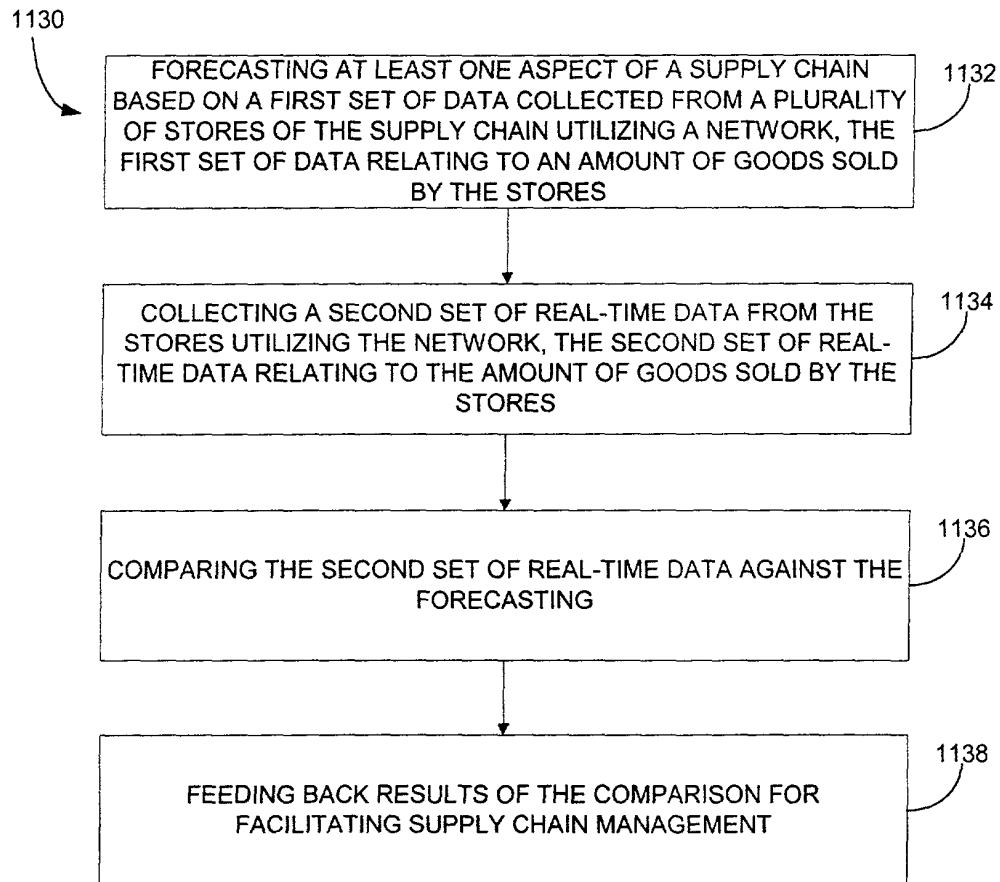 1130
FORECASTING AT LEAST ONE ASPECT OF A SUPPLY CHAIN
BASED ON A FIRST SET OF DATA COLLECTED FROM A PLURALITY
OF STORES OF THE SUPPLY CHAIN UTILIZING A NETWORK, THE
FIRST SET OF DATA RELATING TO AN AMOUNT OF GOODS SOLD
BY THE STORES
1132
COLLECTING A SECOND SET OF REAL-TIME DATA FROM THE
STORES UTILIZING THE NETWORK, THE SECOND SET OF REAL-
TIME DATA RELATING TO THE AMOUNT OF GOODS SOLD BY THE
STORES
1134
COMPARING THE SECOND SET OF REAL-TIME DATA AGAINST THE
FORECASTING
1136
FEEDING BACK RESULTS OF THE COMPARISON FOR
FACILITATING SUPPLY CHAIN MANAGEMENT
1138